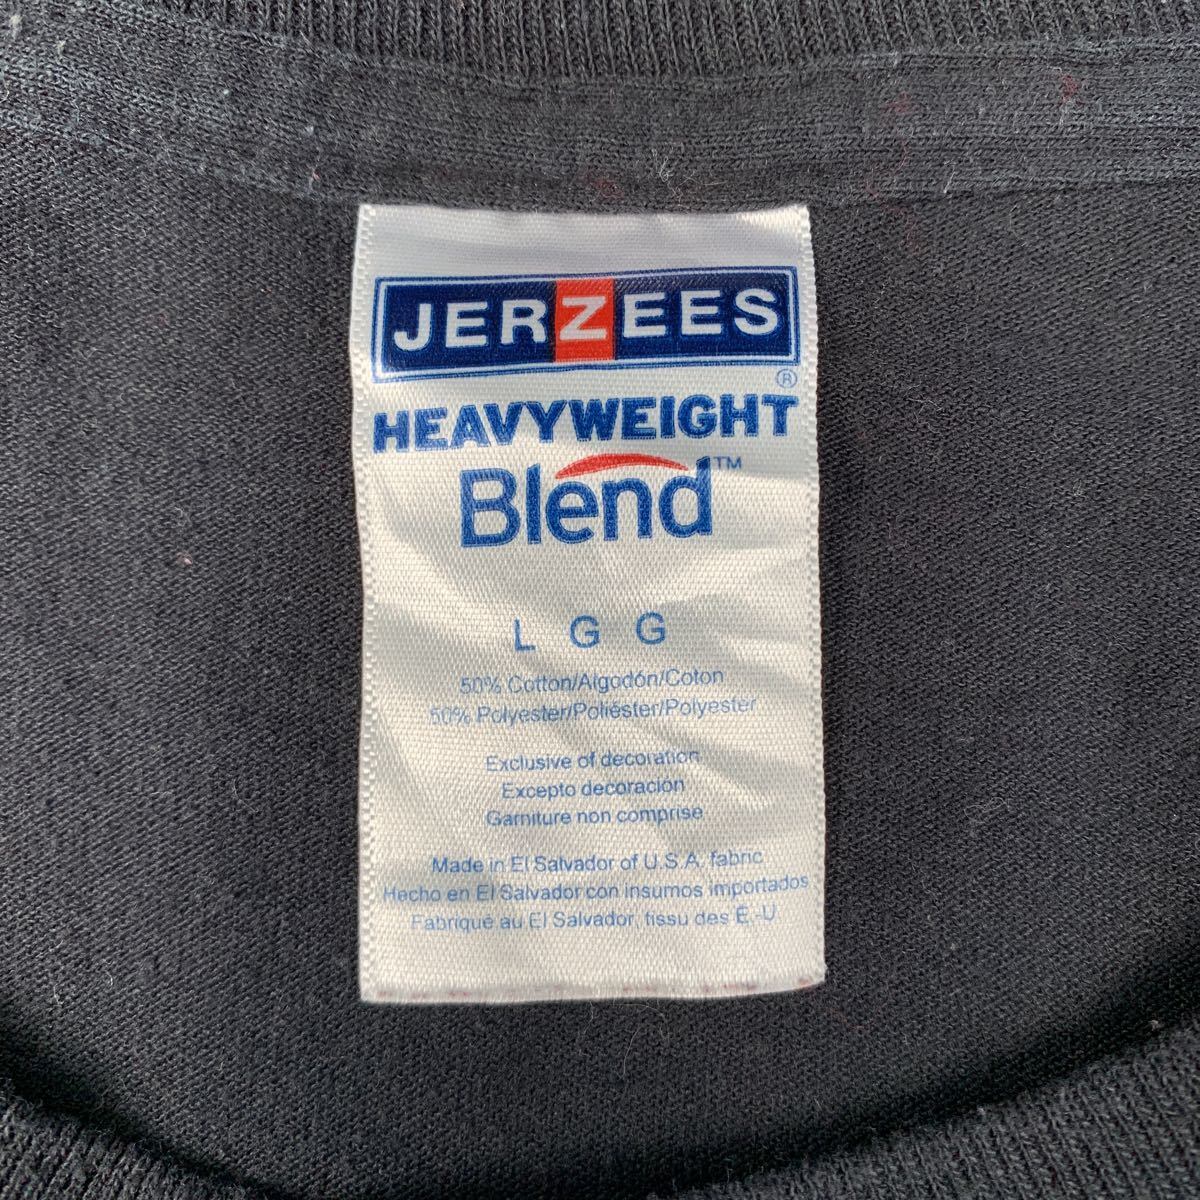 JERZEES
®
HEAVYWEIGHT
Blend™
L G G
50% Cotton/Algodón/Coton
50% Polyester/Poliéster/Polyester
Exclusive of decoration
Excepto decoración
Garniture non comprise
Made in El Salvador of U.S.A. fabric
Hecho en El Salvador con insumos importados
Fabriqué au El Salvador, tissu des É.-U